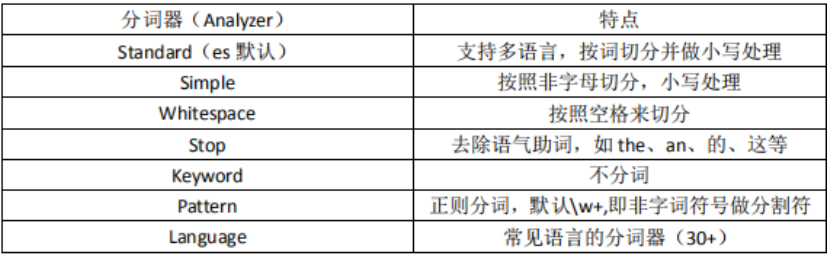 分词器（Analyzer） 特点
Standard（es 默认） 支持多语言，按词切分并做小写处理
Simple 按照非字母切分，小写处理
Whitespace 按照空格来切分
Stop 去除语气助词，如 the、an、的、这等
Keyword 不分词
Pattern 正则分词，默认\w+,即非字词符号做分割符
Language 常见语言的分词器（30+）